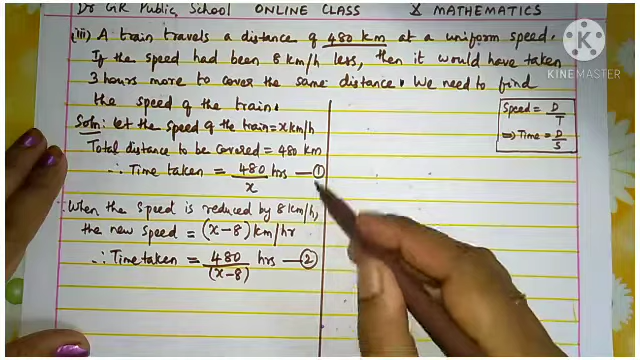 Dr GK Public School ONLINE CLASS X MATHEMATICS
(iii) A train travels a distance of 480 km at a uniform speed.
If the speed had been 8 km/h less, then it would have taken
3 hours more to cover the same distance. We need to find
the speed of the train.
Soln: let the speed of the train = x km/h
Total distance to be covered = 480 km
∴ Time taken = 480/x hrs — ①
When the speed is reduced by 8 km/h,
the new speed = (x-8) km/hr
∴ Time taken = 480/(x-8) hrs — ②
Speed = D/T
⇒ Time = D/S
KINEMASTER